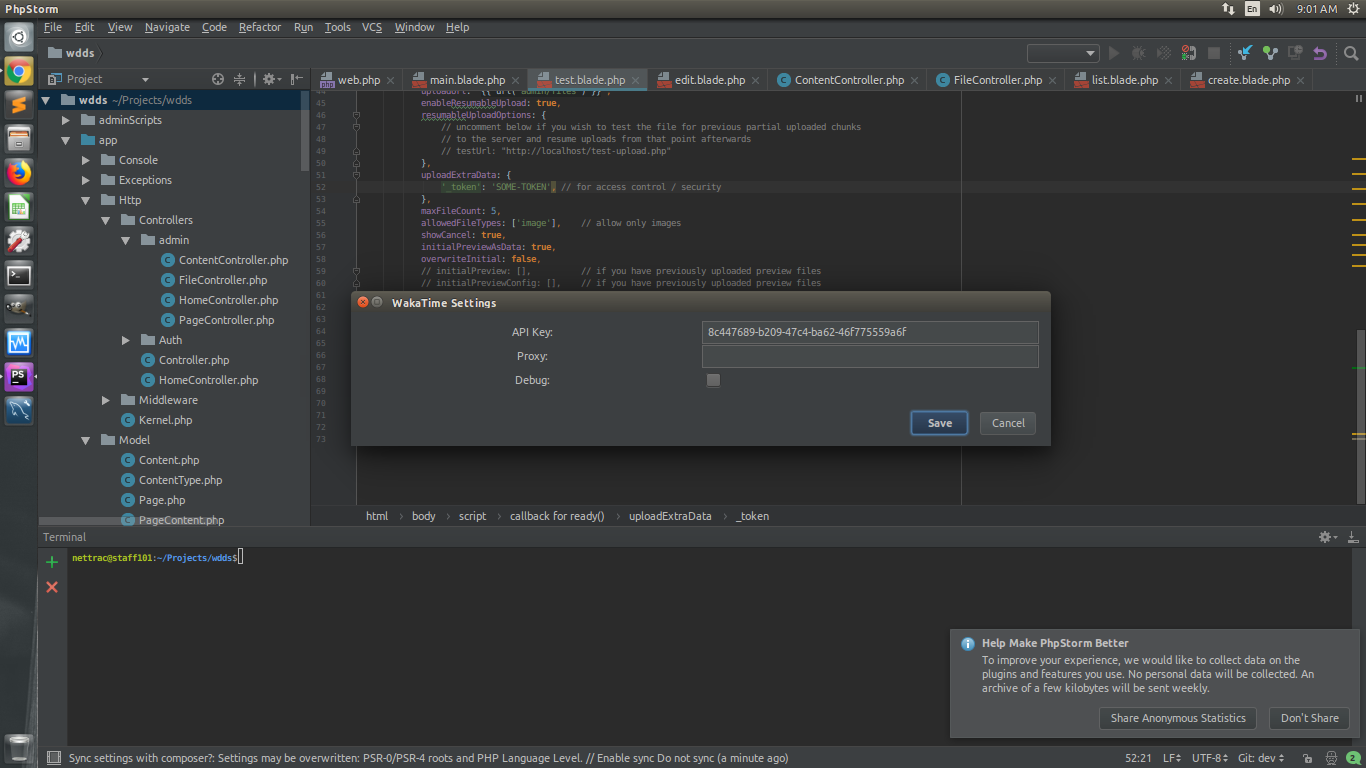 PhpStorm
En
9:01 AM
File Edit View Navigate Code Refactor Run Tools VCS Window Help
wdds
Project
web.php main.blade.php test.blade.php edit.blade.php ContentController.php FileController.php list.blade.php create.blade.php
wdds ~/Projects/wdds
adminScripts
app
Console
Exceptions
Http
Controllers
admin
ContentController.php
FileController.php
HomeController.php
PageController.php
Auth
Controller.php
HomeController.php
Middleware
Kernel.php
Model
Content.php
ContentType.php
Page.php
PageContent.php
44 uploadUrl: "{{ url('admin/files') }}",
45 enableResumableUpload: true,
46 resumableUploadOptions: {
47 // uncomment below if you wish to test the file for previous partial uploaded chunks
48 // to the server and resume uploads from that point afterwards
49 // testUrl: "http://localhost/test-upload.php"
50 },
51 uploadExtraData: {
52 '_token': 'SOME-TOKEN', // for access control / security
53 },
54 maxFileCount: 5,
55 allowedFileTypes: ['image'], // allow only images
56 showCancel: true,
57 initialPreviewAsData: true,
58 overwriteInitial: false,
59 // initialPreview: [], // if you have previously uploaded preview files
60 // initialPreviewConfig: [], // if you have previously uploaded preview files
61
62
63
64
65
66
67
68
69
70
71
72
73
WakaTime Settings
API Key: 8c447689-b209-47c4-ba62-46f775559a6f
Proxy:
Debug:
Save Cancel
html body script callback for ready() uploadExtraData _token
Terminal
nettrac@staff101:~/Projects/wdds$
Help Make PhpStorm Better
To improve your experience, we would like to collect data on the
plugins and features you use. No personal data will be collected. An
archive of a few kilobytes will be sent weekly.
Share Anonymous Statistics Don't Share
Sync settings with composer?: Settings may be overwritten: PSR-0/PSR-4 roots and PHP Language Level. // Enable sync Do not sync (a minute ago)
52:21 LF UTF-8 Git: dev 2